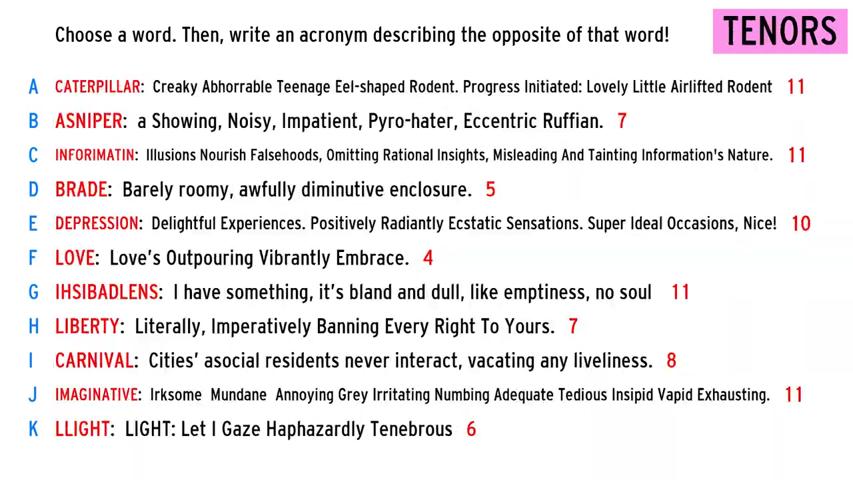 Choose a word. Then, write an acronym describing the opposite of that word!
TENORS
A CATERPILLAR: Creaky Abhorrable Teenage Eel-shaped Rodent. Progress Initiated: Lovely Little Airlifted Rodent 11
B ASNIPER: a Showing, Noisy, Impatient, Pyro-hater, Eccentric Ruffian. 7
C INFORIMATIN: Illusions Nourish Falsehoods, Omitting Rational Insights, Misleading And Tainting Information's Nature. 11
D BRADE: Barely roomy, awfully diminutive enclosure. 5
E DEPRESSION: Delightful Experiences. Positively Radiantly Ecstatic Sensations. Super Ideal Occasions, Nice! 10
F LOVE: Love's Outpouring Vibrantly Embrace. 4
G IHSIBADLENS: I have something, it's bland and dull, like emptiness, no soul 11
H LIBERTY: Literally, Imperatively Banning Every Right To Yours. 7
I CARNIVAL: Cities' asocial residents never interact, vacating any liveliness. 8
J IMAGINATIVE: Irksome Mundane Annoying Grey Irritating Numbing Adequate Tedious Insipid Vapid Exhausting. 11
K LLIGHT: LIGHT: Let I Gaze Haphazardly Tenebrous 6